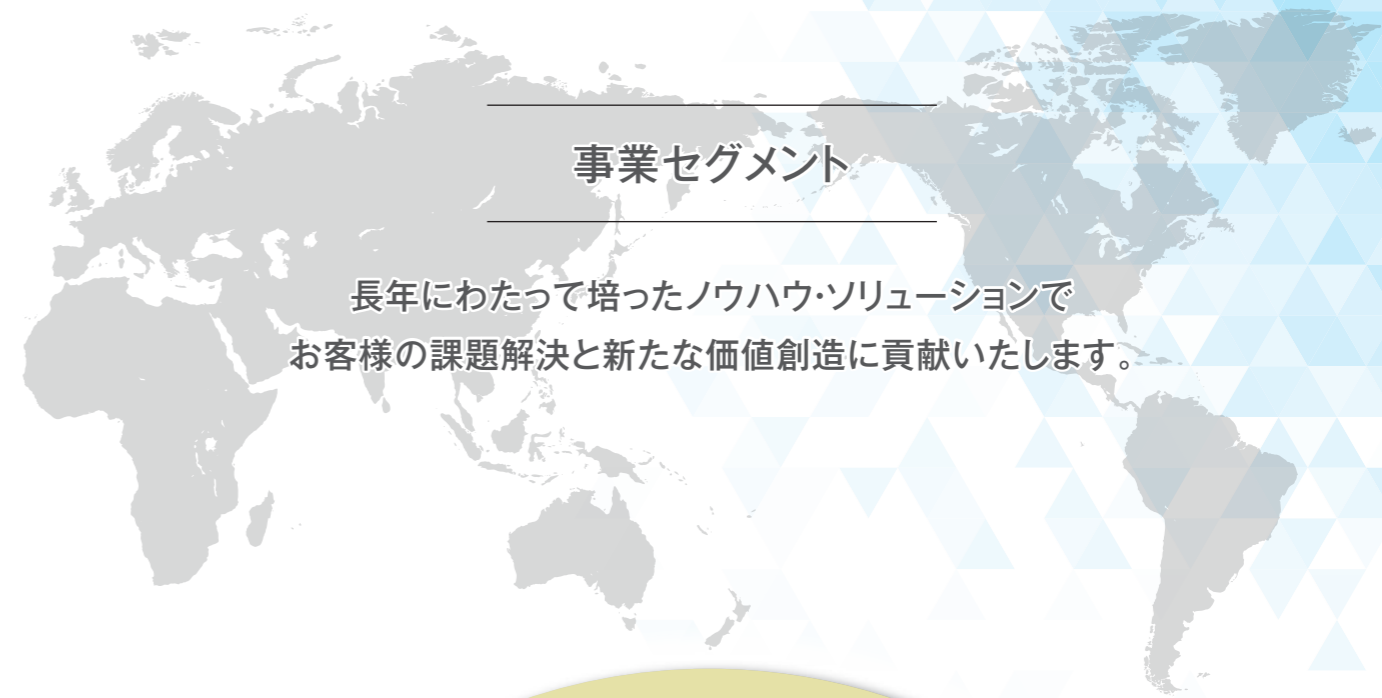 事業セグメント
長年にわたって培ったノウハウ・ソリューションで
お客様の課題解決と新たな価値創造に貢献いたします。